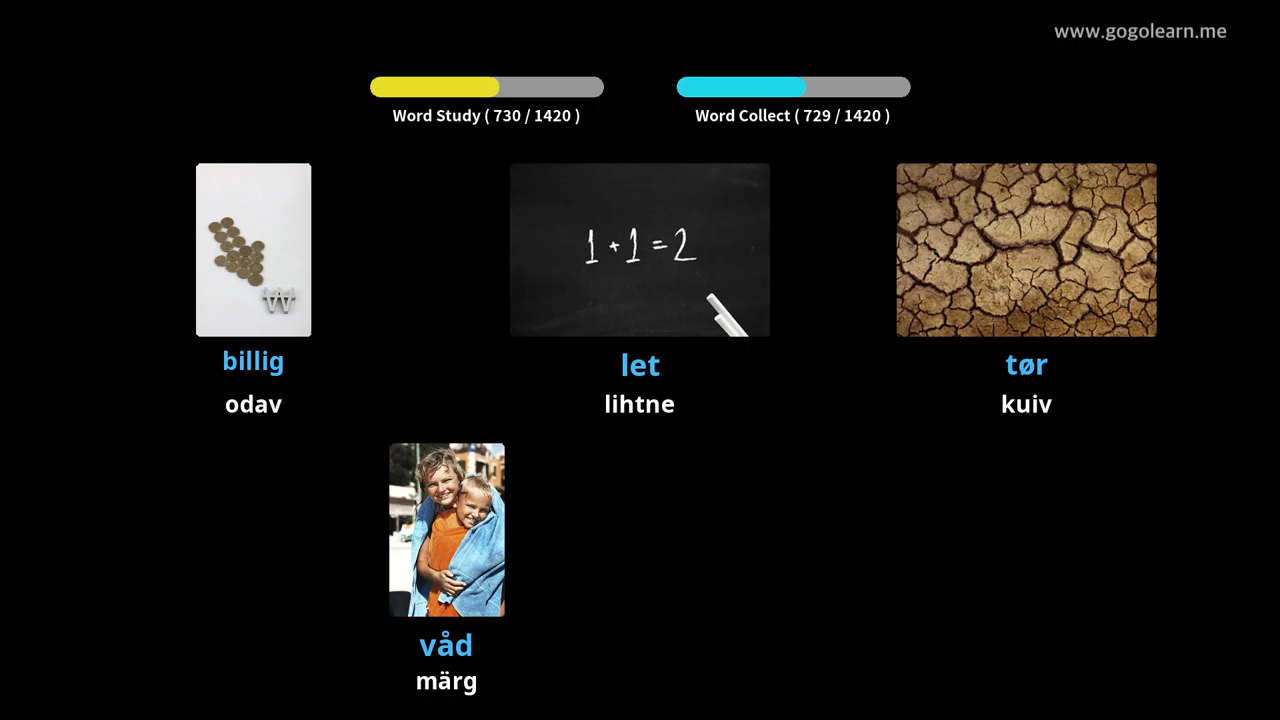 www.gogolearn.me
Word Study ( 730 / 1420 )
Word Collect ( 729 / 1420 )
1 + 1 = 2
billig
let
tør
odav
lihtne
kuiv
våd
märg